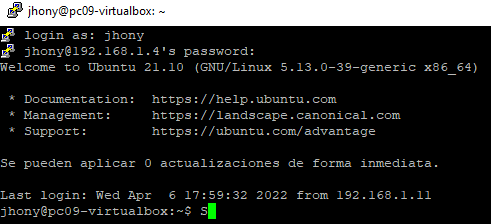 jhony@pc09-virtualbox: ~
login as: jhony
jhony@192.168.1.4's password:
Welcome to Ubuntu 21.10 (GNU/Linux 5.13.0-39-generic x86_64)
* Documentation:  https://help.ubuntu.com
* Management:     https://landscape.canonical.com
* Support:        https://ubuntu.com/advantage
Se pueden aplicar 0 actualizaciones de forma inmediata.
Last login: Wed Apr  6 17:59:32 2022 from 192.168.1.11
jhony@pc09-virtualbox:~$ S